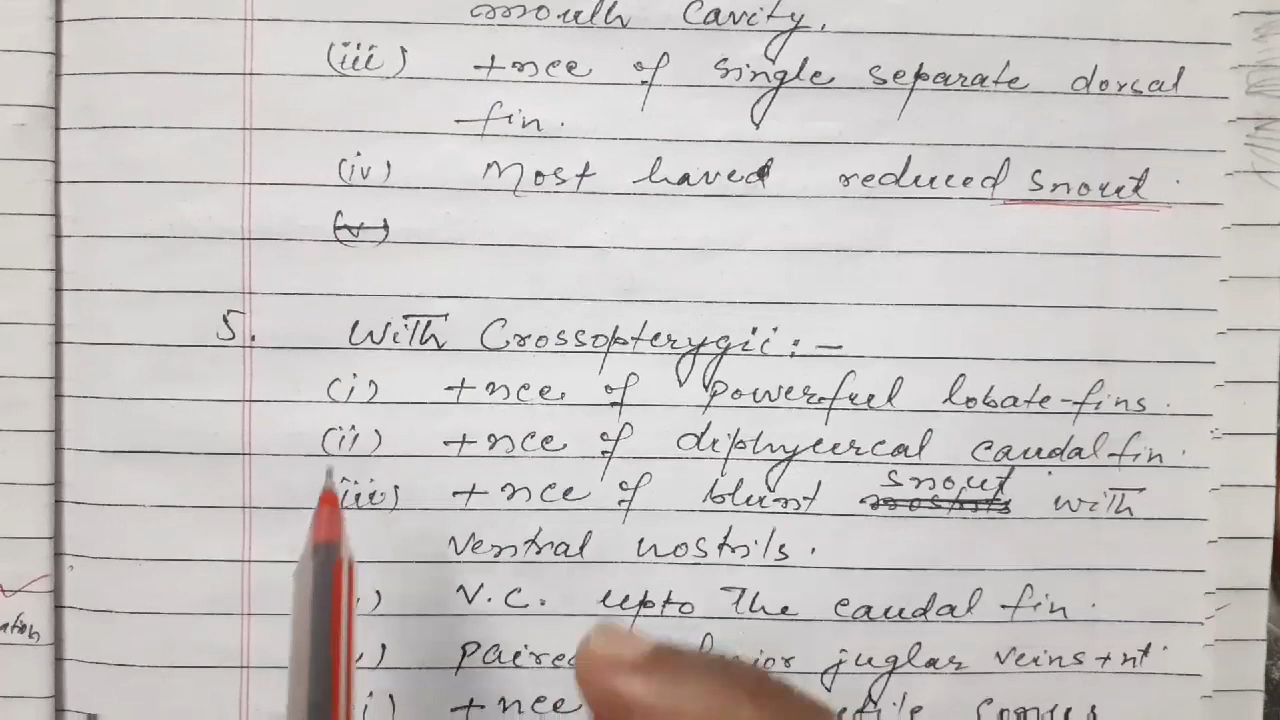 mouth cavity.
(iii) +nce of single separate dorsal
fin.
(iv) Most haved reduced snout.
(v)
5. With Crossopterygii:-
(i) +nce of powerful lobate-fins.
(ii) +nce of diphycercal caudal fin.
snout
(iii) +nce of blunt with
ventral nostrils.
V.C. upto The caudal fin.
juglar veins +nt.
+nce
ation